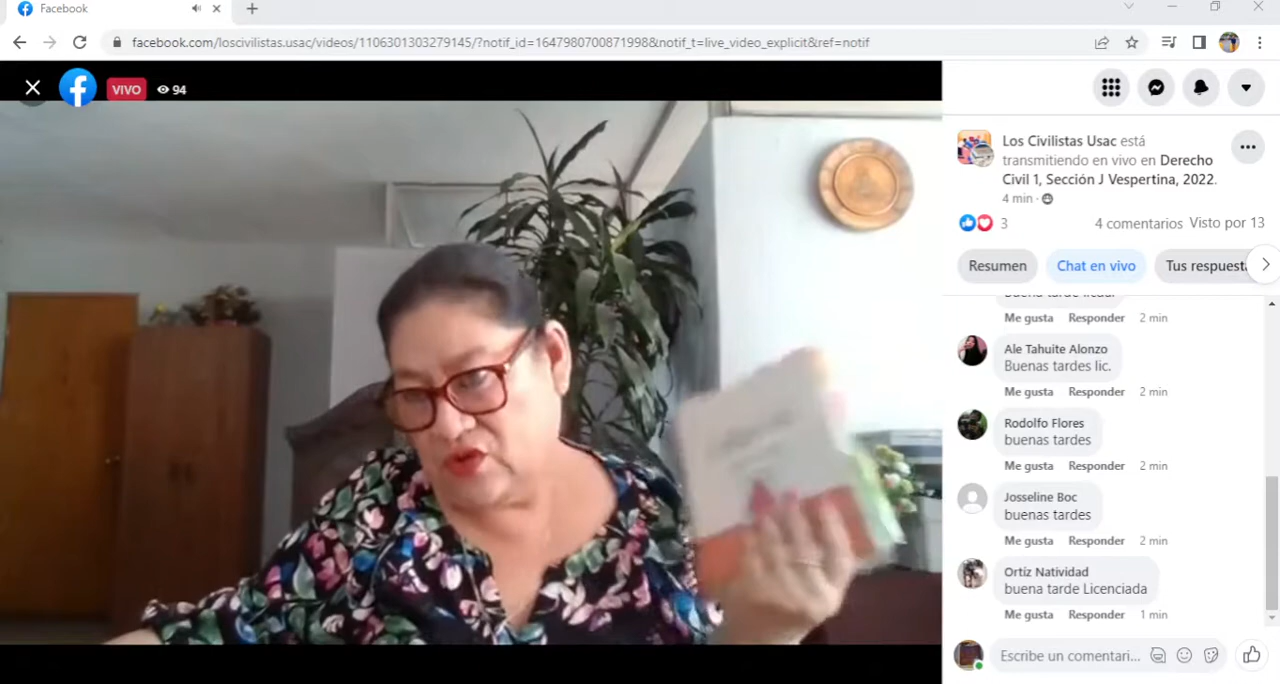 Facebook
facebook.com/loscivilistas.usac/videos/1106301303279145/?notif_id=1647980700871998&notif_t=live_video_explicit&ref=notif
VIVO
94
Los Civilistas Usac está
transmitiendo en vivo en Derecho
Civil 1, Sección J Vespertina, 2022.
4 min ·
3
4 comentarios Visto por 13
Resumen
Chat en vivo
Tus respuest
Me gusta Responder 2 min
Ale Tahuite Alonzo
Buenas tardes lic.
Me gusta Responder 2 min
Rodolfo Flores
buenas tardes
Me gusta Responder 2 min
Josseline Boc
buenas tardes
Me gusta Responder 2 min
Ortíz Natividad
buena tarde Licenciada
Me gusta Responder 1 min
Escribe un comentari...